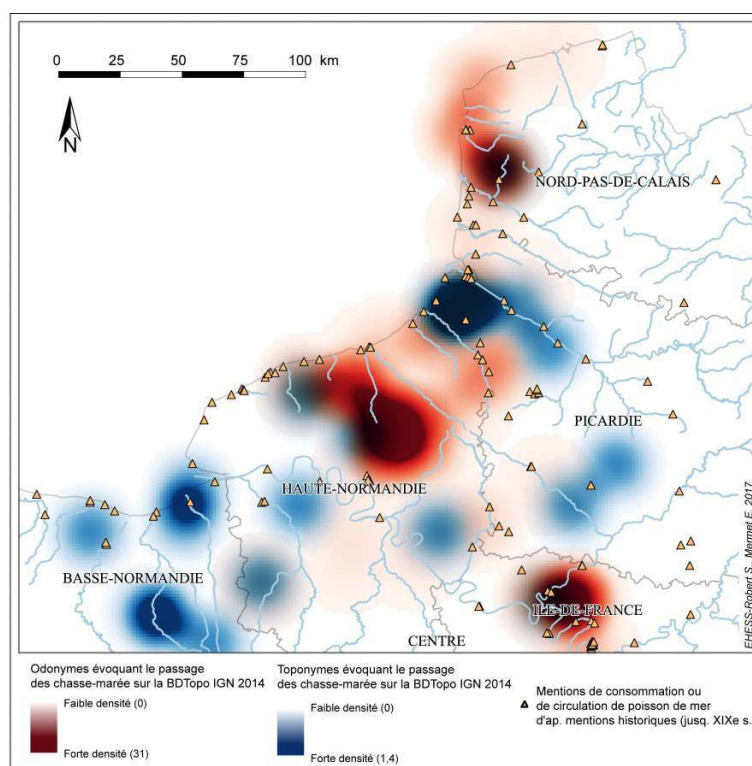 0 25 50 75 100
km
N
NORD-PAS-DE-CALAIS
PICARDIE
HAUTE-NORMANDIE
BASSE-NORMANDIE
ILE-DE-FRANCE
CENTRE
EHESS-Robert S., Mermet E. 2017
Odonymes évoquant le passage
des chasse-marée sur la BDTopo IGN 2014
Faible densité (0)
Forte densité (31)
Toponymes évoquant le passage
des chasse-marée sur la BDTopo IGN 2014
Faible densité (0)
Forte densité (1,4)
Mentions de consommation ou
de circulation de poisson de mer
d'ap. mentions historiques (jusq. XIXe s.